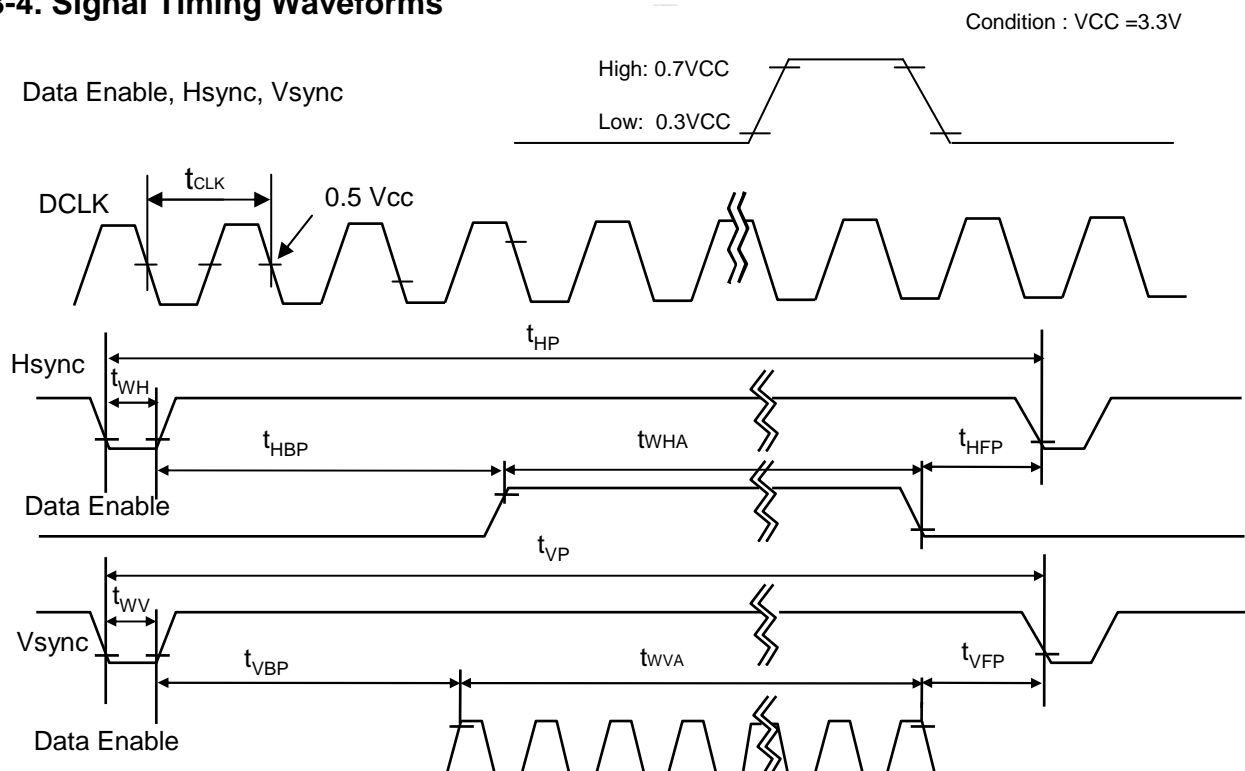 3-4. Signal Timing Waveforms
Condition : VCC =3.3V
High: 0.7VCC
Data Enable, Hsync, Vsync
Low: 0.3VCC
tCLK
DCLK
0.5 Vcc
tHP
Hsync
tWH
tHBP
tWHA
tHFP
Data Enable
tVP
tWV
Vsync
tVBP
tWVA
tVFP
Data Enable